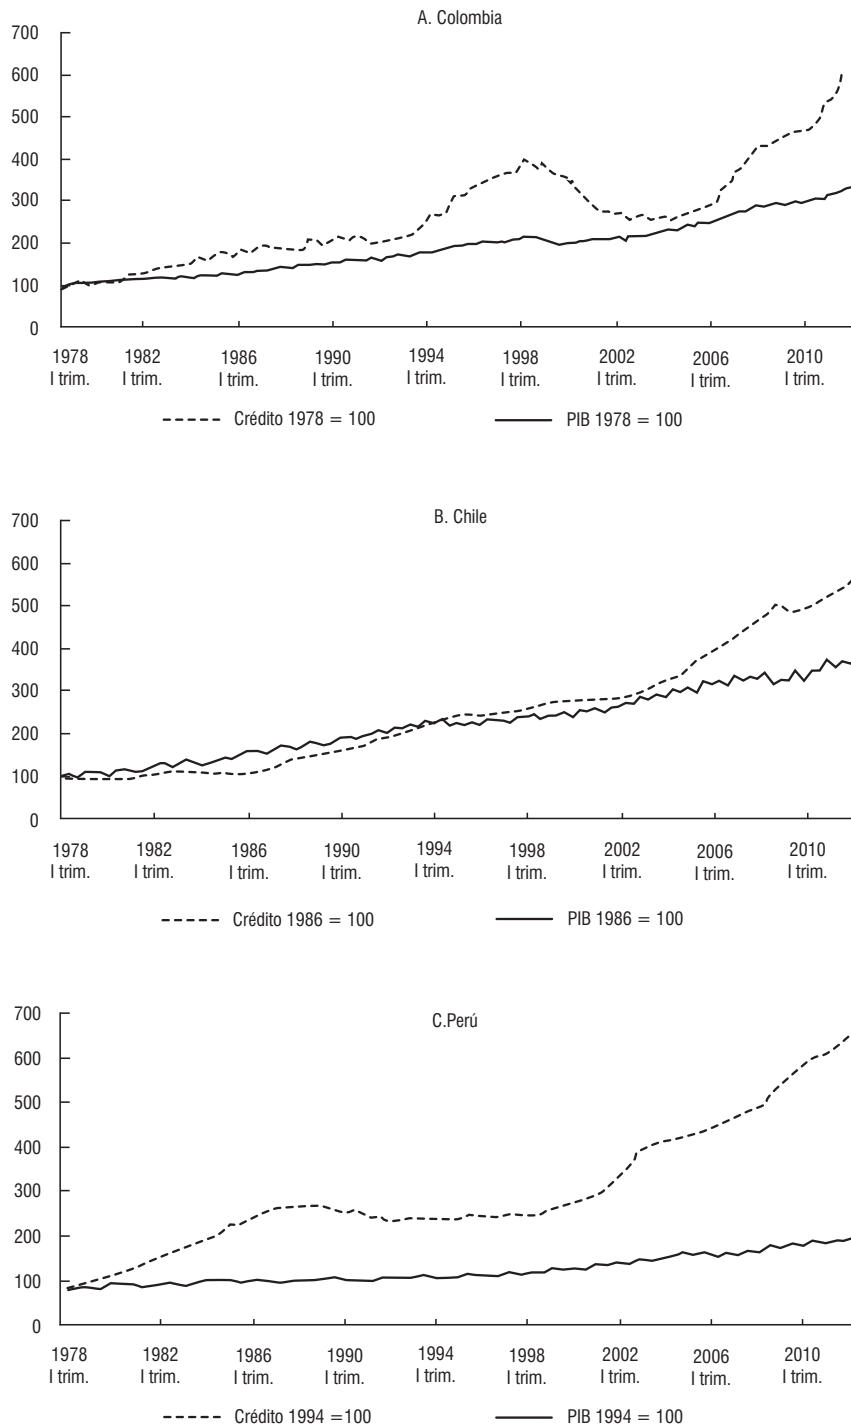 A. Colombia
700
600
500
400
300
200
100
0
1978 1982 1986 1990 1994 1998 2002 2006 2010
I trim. I trim. I trim. I trim. I trim. I trim. I trim. I trim. I trim.
Crédito 1978 = 100 PIB 1978 = 100
B. Chile
700
600
500
400
300
200
100
0
1978 1982 1986 1990 1994 1998 2002 2006 2010
I trim. I trim. I trim. I trim. I trim. I trim. I trim. I trim. I trim.
Crédito 1986 = 100 PIB 1986 = 100
C.Perú
700
600
500
400
300
200
100
0
1978 1982 1986 1990 1994 1998 2002 2006 2010
I trim. I trim. I trim. I trim. I trim. I trim. I trim. I trim. I trim.
Crédito 1994 =100 PIB 1994 = 100